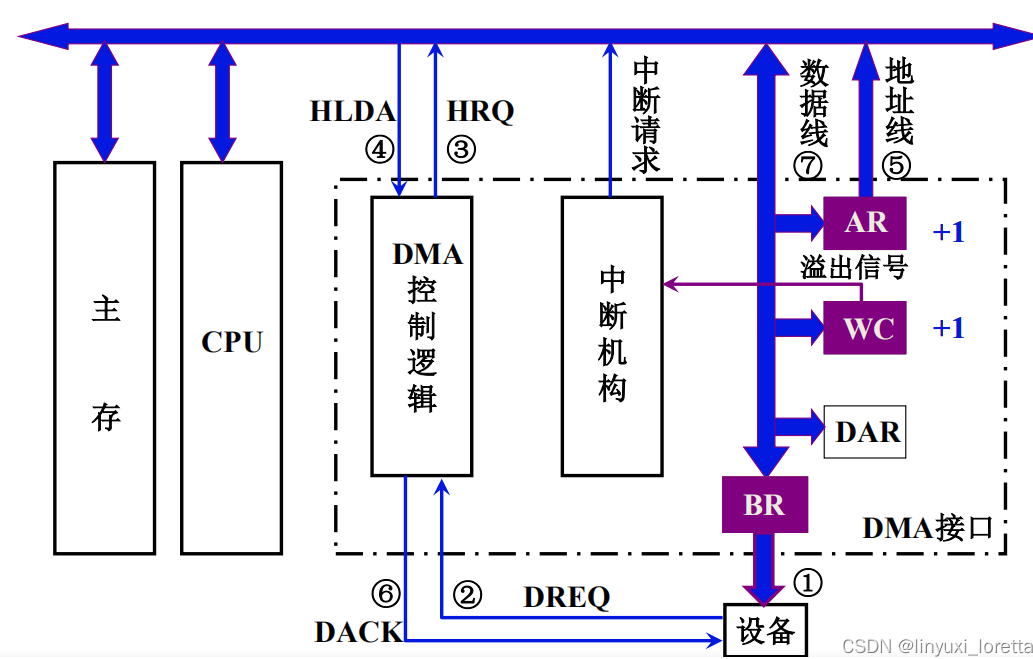 HLDA
④
HRQ
③
中断请求
数据线
⑦
地址线
⑤
主存
CPU
DMA
控制逻辑
中断机构
AR
+1
溢出信号
WC
+1
DAR
BR
DMA接口
⑥
DACK
②
DREQ
①
设备
CSDN @linyuxi_loretta